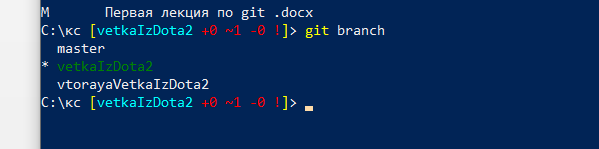 M       Первая лекция по git .docx
C:\кс [vetkaIzDota2 +0 ~1 -0 !]> git branch
  master
* vetkaIzDota2
  vtorayaVetkaIzDota2
C:\кс [vetkaIzDota2 +0 ~1 -0 !]>